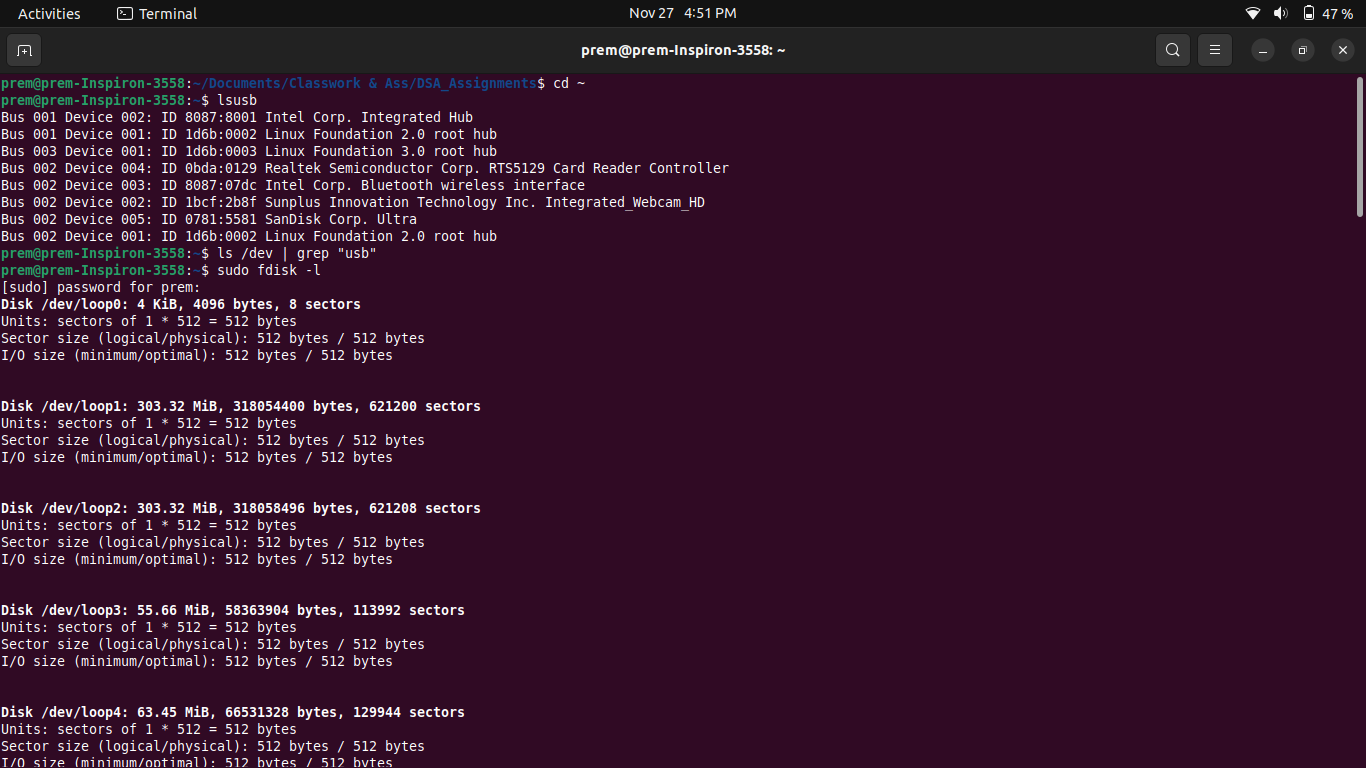 Activities
Terminal
Nov 27 4:51 PM
47 %
prem@prem-Inspiron-3558: ~
prem@prem-Inspiron-3558:~/Documents/Classwork & Ass/DSA_Assignments$ cd ~
prem@prem-Inspiron-3558:~$ lsusb
Bus 001 Device 002: ID 8087:8001 Intel Corp. Integrated Hub
Bus 001 Device 001: ID 1d6b:0002 Linux Foundation 2.0 root hub
Bus 003 Device 001: ID 1d6b:0003 Linux Foundation 3.0 root hub
Bus 002 Device 004: ID 0bda:0129 Realtek Semiconductor Corp. RTS5129 Card Reader Controller
Bus 002 Device 003: ID 8087:07dc Intel Corp. Bluetooth wireless interface
Bus 002 Device 002: ID 1bcf:2b8f Sunplus Innovation Technology Inc. Integrated_Webcam_HD
Bus 002 Device 005: ID 0781:5581 SanDisk Corp. Ultra
Bus 002 Device 001: ID 1d6b:0002 Linux Foundation 2.0 root hub
prem@prem-Inspiron-3558:~$ ls /dev | grep "usb"
prem@prem-Inspiron-3558:~$ sudo fdisk -l
[sudo] password for prem:
Disk /dev/loop0: 4 KiB, 4096 bytes, 8 sectors
Units: sectors of 1 * 512 = 512 bytes
Sector size (logical/physical): 512 bytes / 512 bytes
I/O size (minimum/optimal): 512 bytes / 512 bytes
Disk /dev/loop1: 303.32 MiB, 318054400 bytes, 621200 sectors
Units: sectors of 1 * 512 = 512 bytes
Sector size (logical/physical): 512 bytes / 512 bytes
I/O size (minimum/optimal): 512 bytes / 512 bytes
Disk /dev/loop2: 303.32 MiB, 318058496 bytes, 621208 sectors
Units: sectors of 1 * 512 = 512 bytes
Sector size (logical/physical): 512 bytes / 512 bytes
I/O size (minimum/optimal): 512 bytes / 512 bytes
Disk /dev/loop3: 55.66 MiB, 58363904 bytes, 113992 sectors
Units: sectors of 1 * 512 = 512 bytes
Sector size (logical/physical): 512 bytes / 512 bytes
I/O size (minimum/optimal): 512 bytes / 512 bytes
Disk /dev/loop4: 63.45 MiB, 66531328 bytes, 129944 sectors
Units: sectors of 1 * 512 = 512 bytes
Sector size (logical/physical): 512 bytes / 512 bytes
I/O size (minimum/optimal): 512 bytes / 512 bytes